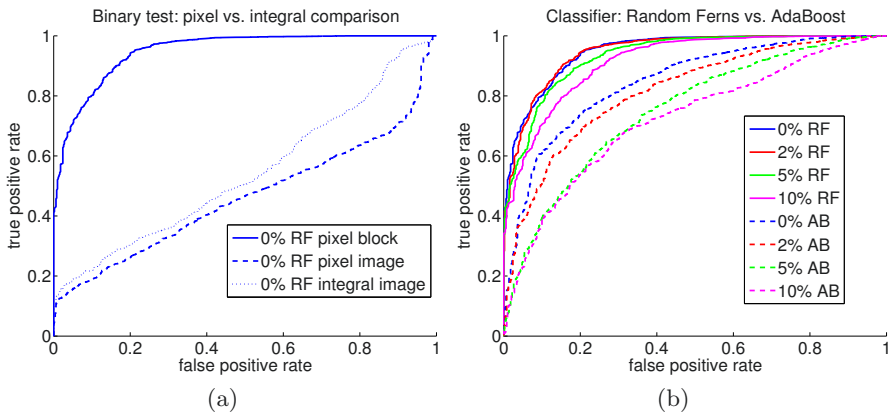 Binary test: pixel vs. integral comparison
1
0.8
0.6
0.4
0.2
0
true positive rate
0% RF pixel block
0% RF pixel image
0% RF integral image
0 0.2 0.4 0.6 0.8 1
false positive rate
(a)
Classifier: Random Ferns vs. AdaBoost
1
0.8
0.6
0.4
0.2
0
true positive rate
0% RF
2% RF
5% RF
10% RF
0% AB
2% AB
5% AB
10% AB
0 0.2 0.4 0.6 0.8 1
false positive rate
(b)